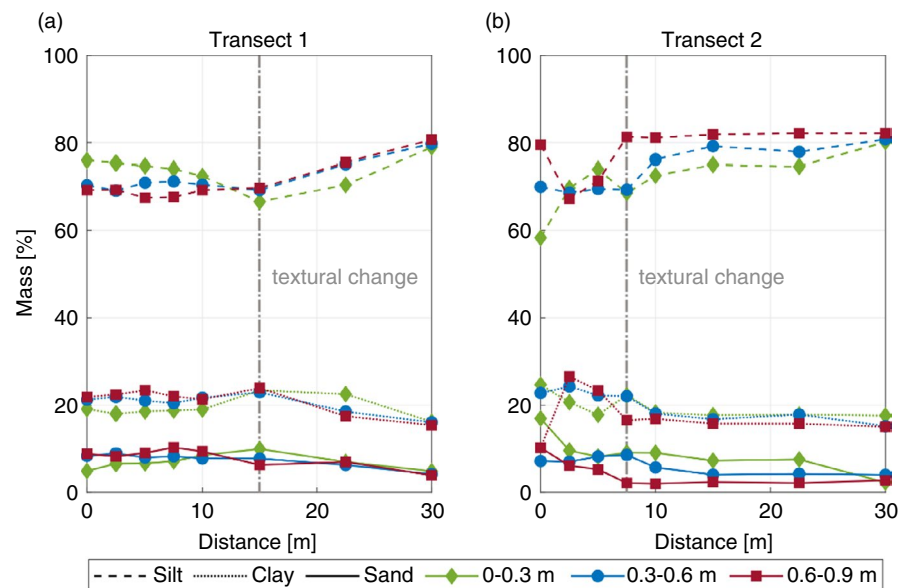 (a)
Transect 1
(b)
Transect 2
100
80
60
40
20
0
textural change
0
10
20
30
Distance [m]
Mass [%]
100
80
60
40
20
0
textural change
0
10
20
30
Distance [m]
Silt Clay Sand 0-0.3 m 0.3-0.6 m 0.6-0.9 m